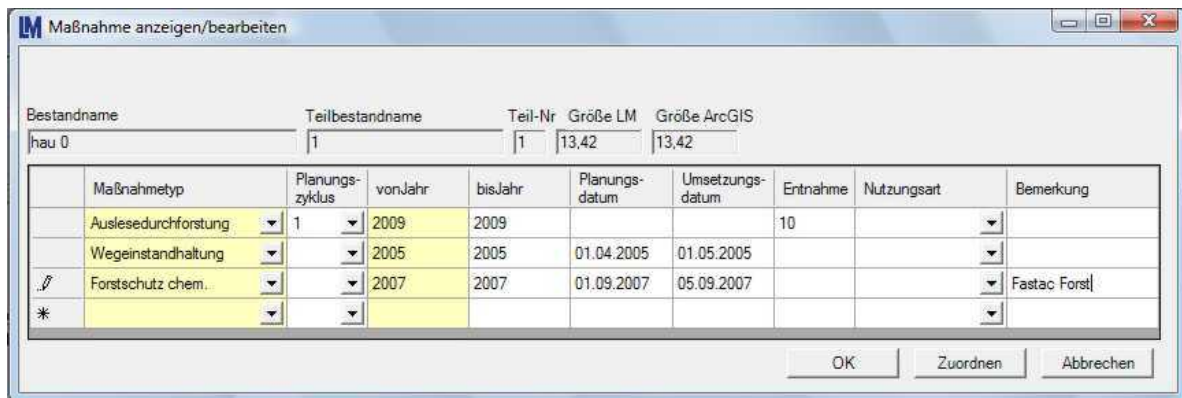 LM Maßnahme anzeigen/bearbeiten
Bestandname Teilbestandname Teil-Nr Größe LM Größe ArcGIS
hau 0 1 1 13,42 13,42
Maßnahmetyp Planungs-zyklus vonJahr bisJahr Planungs-datum Umsetzungs-datum Entnahme Nutzungsart Bemerkung
Auslesedurchforstung 1 2009 2009 10
Wegeinstandhaltung 2005 2005 01.04.2005 01.05.2005
Forstschutz chem. 2007 2007 01.09.2007 05.09.2007 Fastac Forst
*
OK Zuordnen Abbrechen